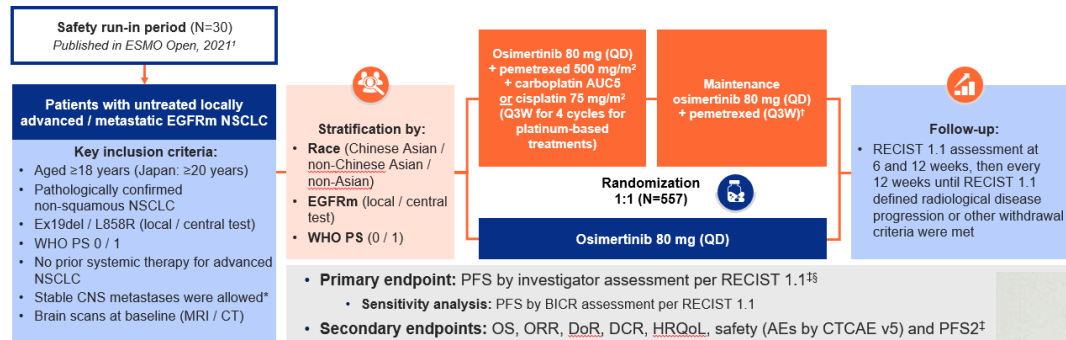 Safety run-in period (N=30)
Published in ESMO Open, 2021¹
Patients with untreated locally
advanced / metastatic EGFRm NSCLC
Key inclusion criteria:
• Aged ≥18 years (Japan: ≥20 years)
• Pathologically confirmed
non-squamous NSCLC
• Ex19del / L858R (local / central test)
• WHO PS 0 / 1
• No prior systemic therapy for advanced
NSCLC
• Stable CNS metastases were allowed*
• Brain scans at baseline (MRI / CT)
Stratification by:
• Race (Chinese Asian /
non-Chinese Asian /
non-Asian)
• EGFRm (local / central
test)
• WHO PS (0 / 1)
Osimertinib 80 mg (QD)
+ pemetrexed 500 mg/m²
+ carboplatin AUC5
or cisplatin 75 mg/m²
(Q3W for 4 cycles for
platinum-based
treatments)
Maintenance
osimertinib 80 mg (QD)
+ pemetrexed (Q3W)†
Randomization
1:1 (N=557)
Osimertinib 80 mg (QD)
Follow-up:
• RECIST 1.1 assessment at
6 and 12 weeks, then every
12 weeks until RECIST 1.1
defined radiological disease
progression or other withdrawal
criteria were met
• Primary endpoint: PFS by investigator assessment per RECIST 1.1‡§
• Sensitivity analysis: PFS by BICR assessment per RECIST 1.1
• Secondary endpoints: OS, ORR, DoR, DCR, HRQoL, safety (AEs by CTCAE v5) and PFS2‡